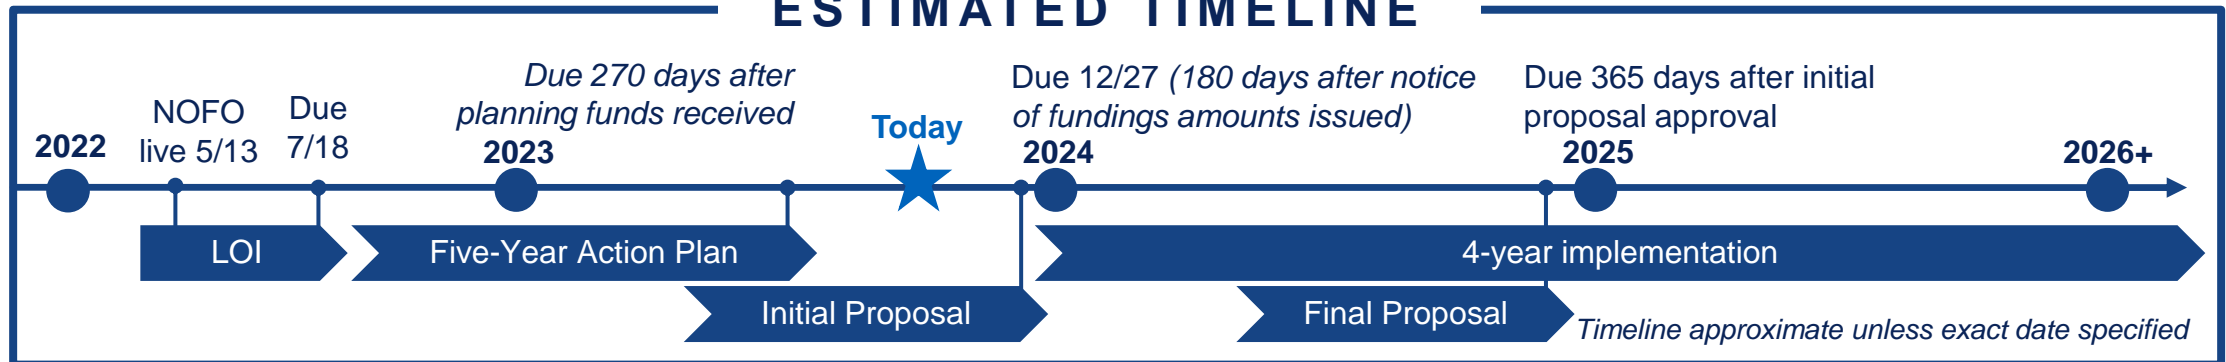 ESTIMATED TIMELINE
Due 270 days after
planning funds received
Due 12/27 (180 days after notice
of fundings amounts issued)
Due 365 days after initial
proposal approval
NOFO
live 5/13
Due
7/18
Today
2022
2023
2024
2025
2026+
LOI
Five-Year Action Plan
4-year implementation
Initial Proposal
Final Proposal
Timeline approximate unless exact date specified